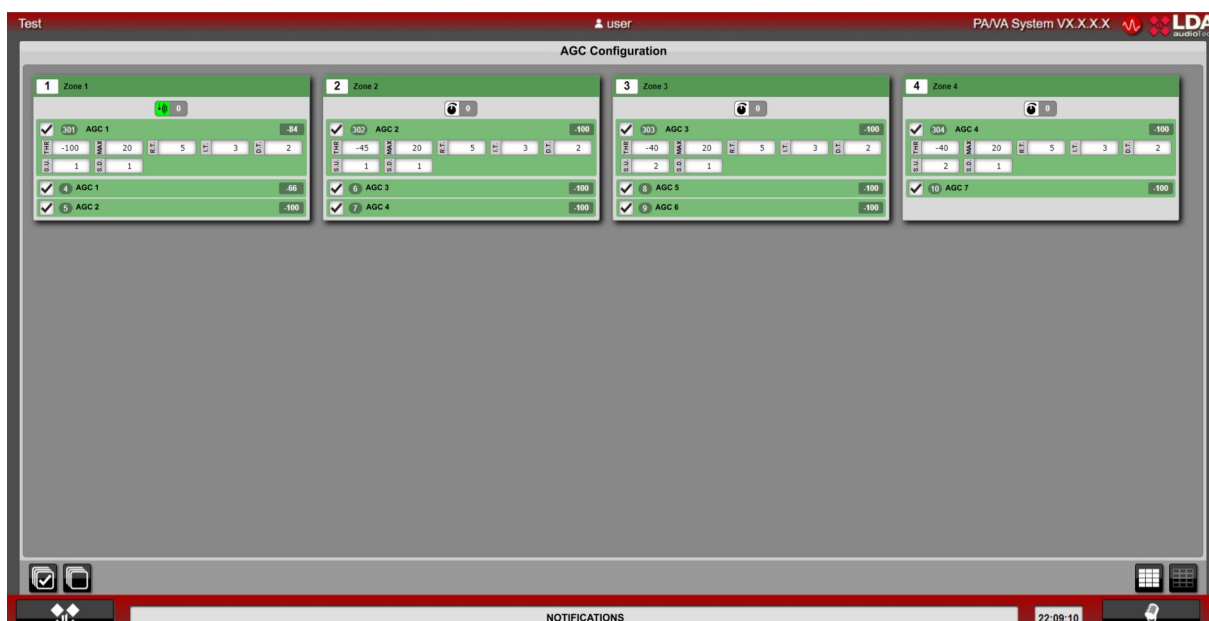 Test
user
PA/VA System VX.X.X.X
LDA
AGC Configuration
1 Zone 1
0
301 AGC 1 -84
THR -100 MAX 20 R.T. 5 I.T. 3 D.T. 2
S.U. 1 S.D. 1
4 AGC 1 -66
5 AGC 2 -100
2 Zone 2
0
302 AGC 2 -100
THR -45 MAX 20 R.T. 5 I.T. 3 D.T. 2
S.U. 1 S.D. 1
6 AGC 3 -100
7 AGC 4 -100
3 Zone 3
0
303 AGC 3 -100
THR -40 MAX 20 R.T. 5 I.T. 3 D.T. 2
S.U. 2 S.D. 1
8 AGC 5 -100
9 AGC 6 -100
4 Zone 4
0
304 AGC 4 -100
THR -40 MAX 20 R.T. 5 I.T. 3 D.T. 2
S.U. 2 S.D. 1
10 AGC 7 -100
NOTIFICATIONS
22:09:10